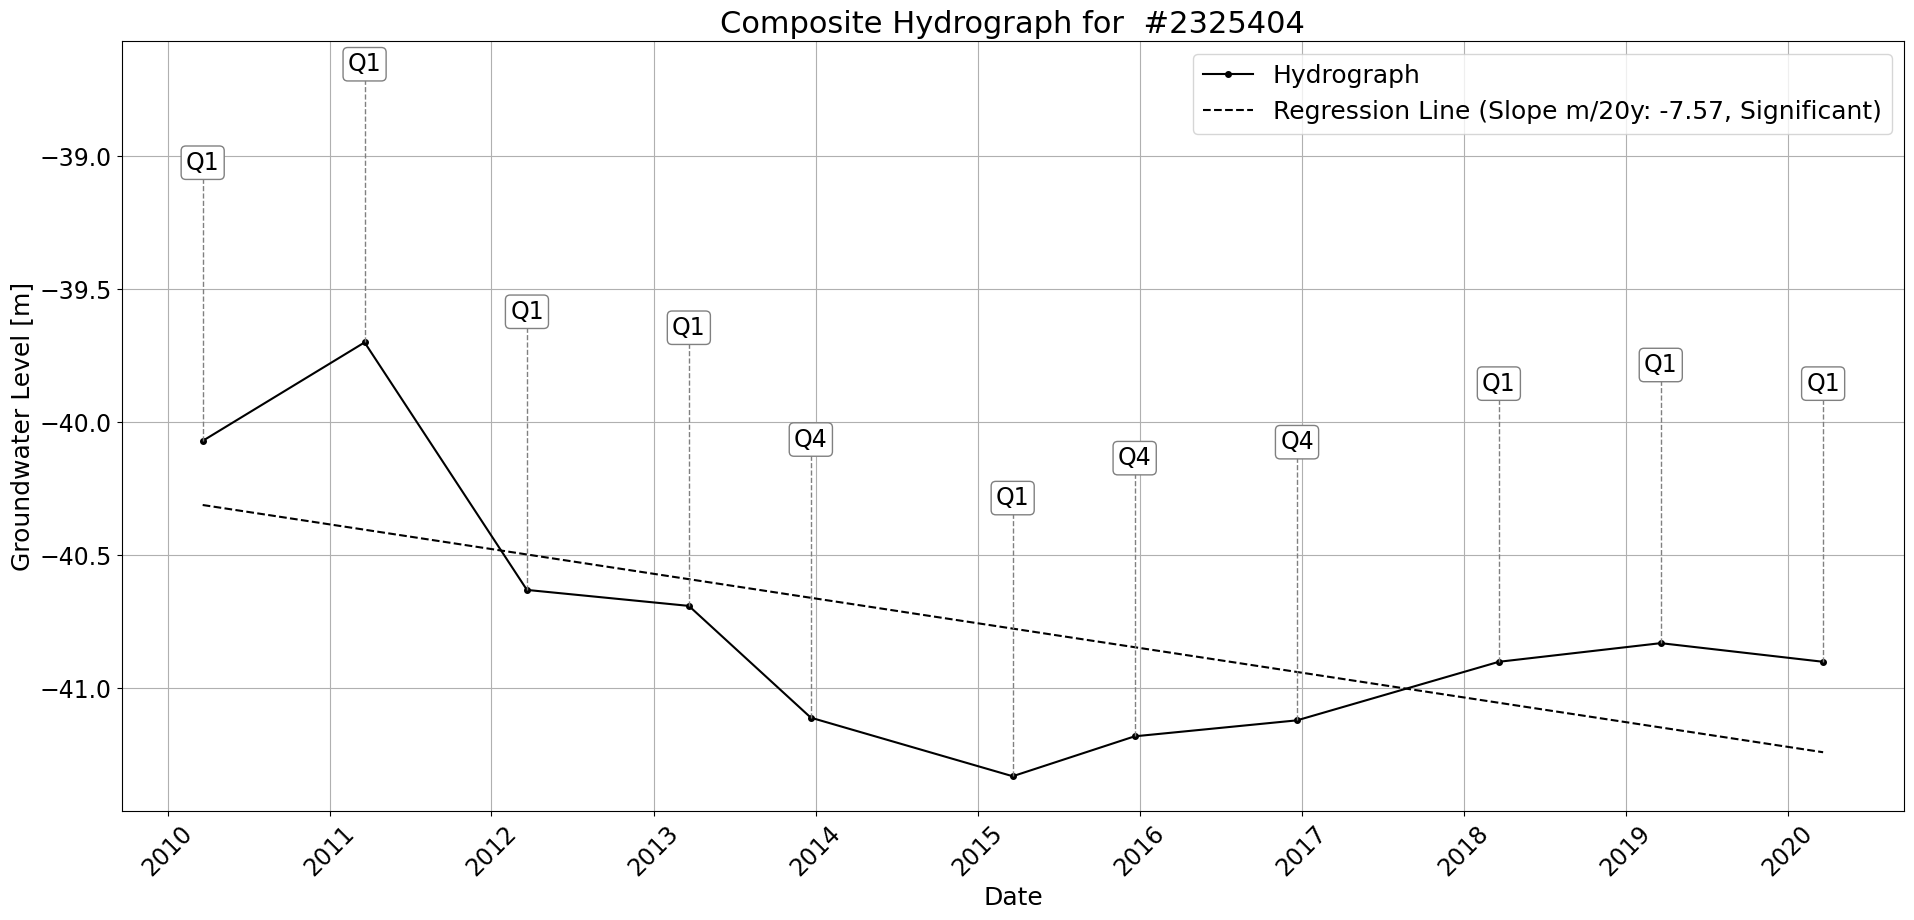 Composite Hydrograph for  #2325404
Hydrograph
Regression Line (Slope m/20y: -7.57, Significant)
Groundwater Level [m]
−39.0
−39.5
−40.0
−40.5
−41.0
Q1
Q1
Q1
Q1
Q4
Q1
Q4
Q4
Q1
Q1
Q1
2010
2011
2012
2013
2014
2015
2016
2017
2018
2019
2020
Date